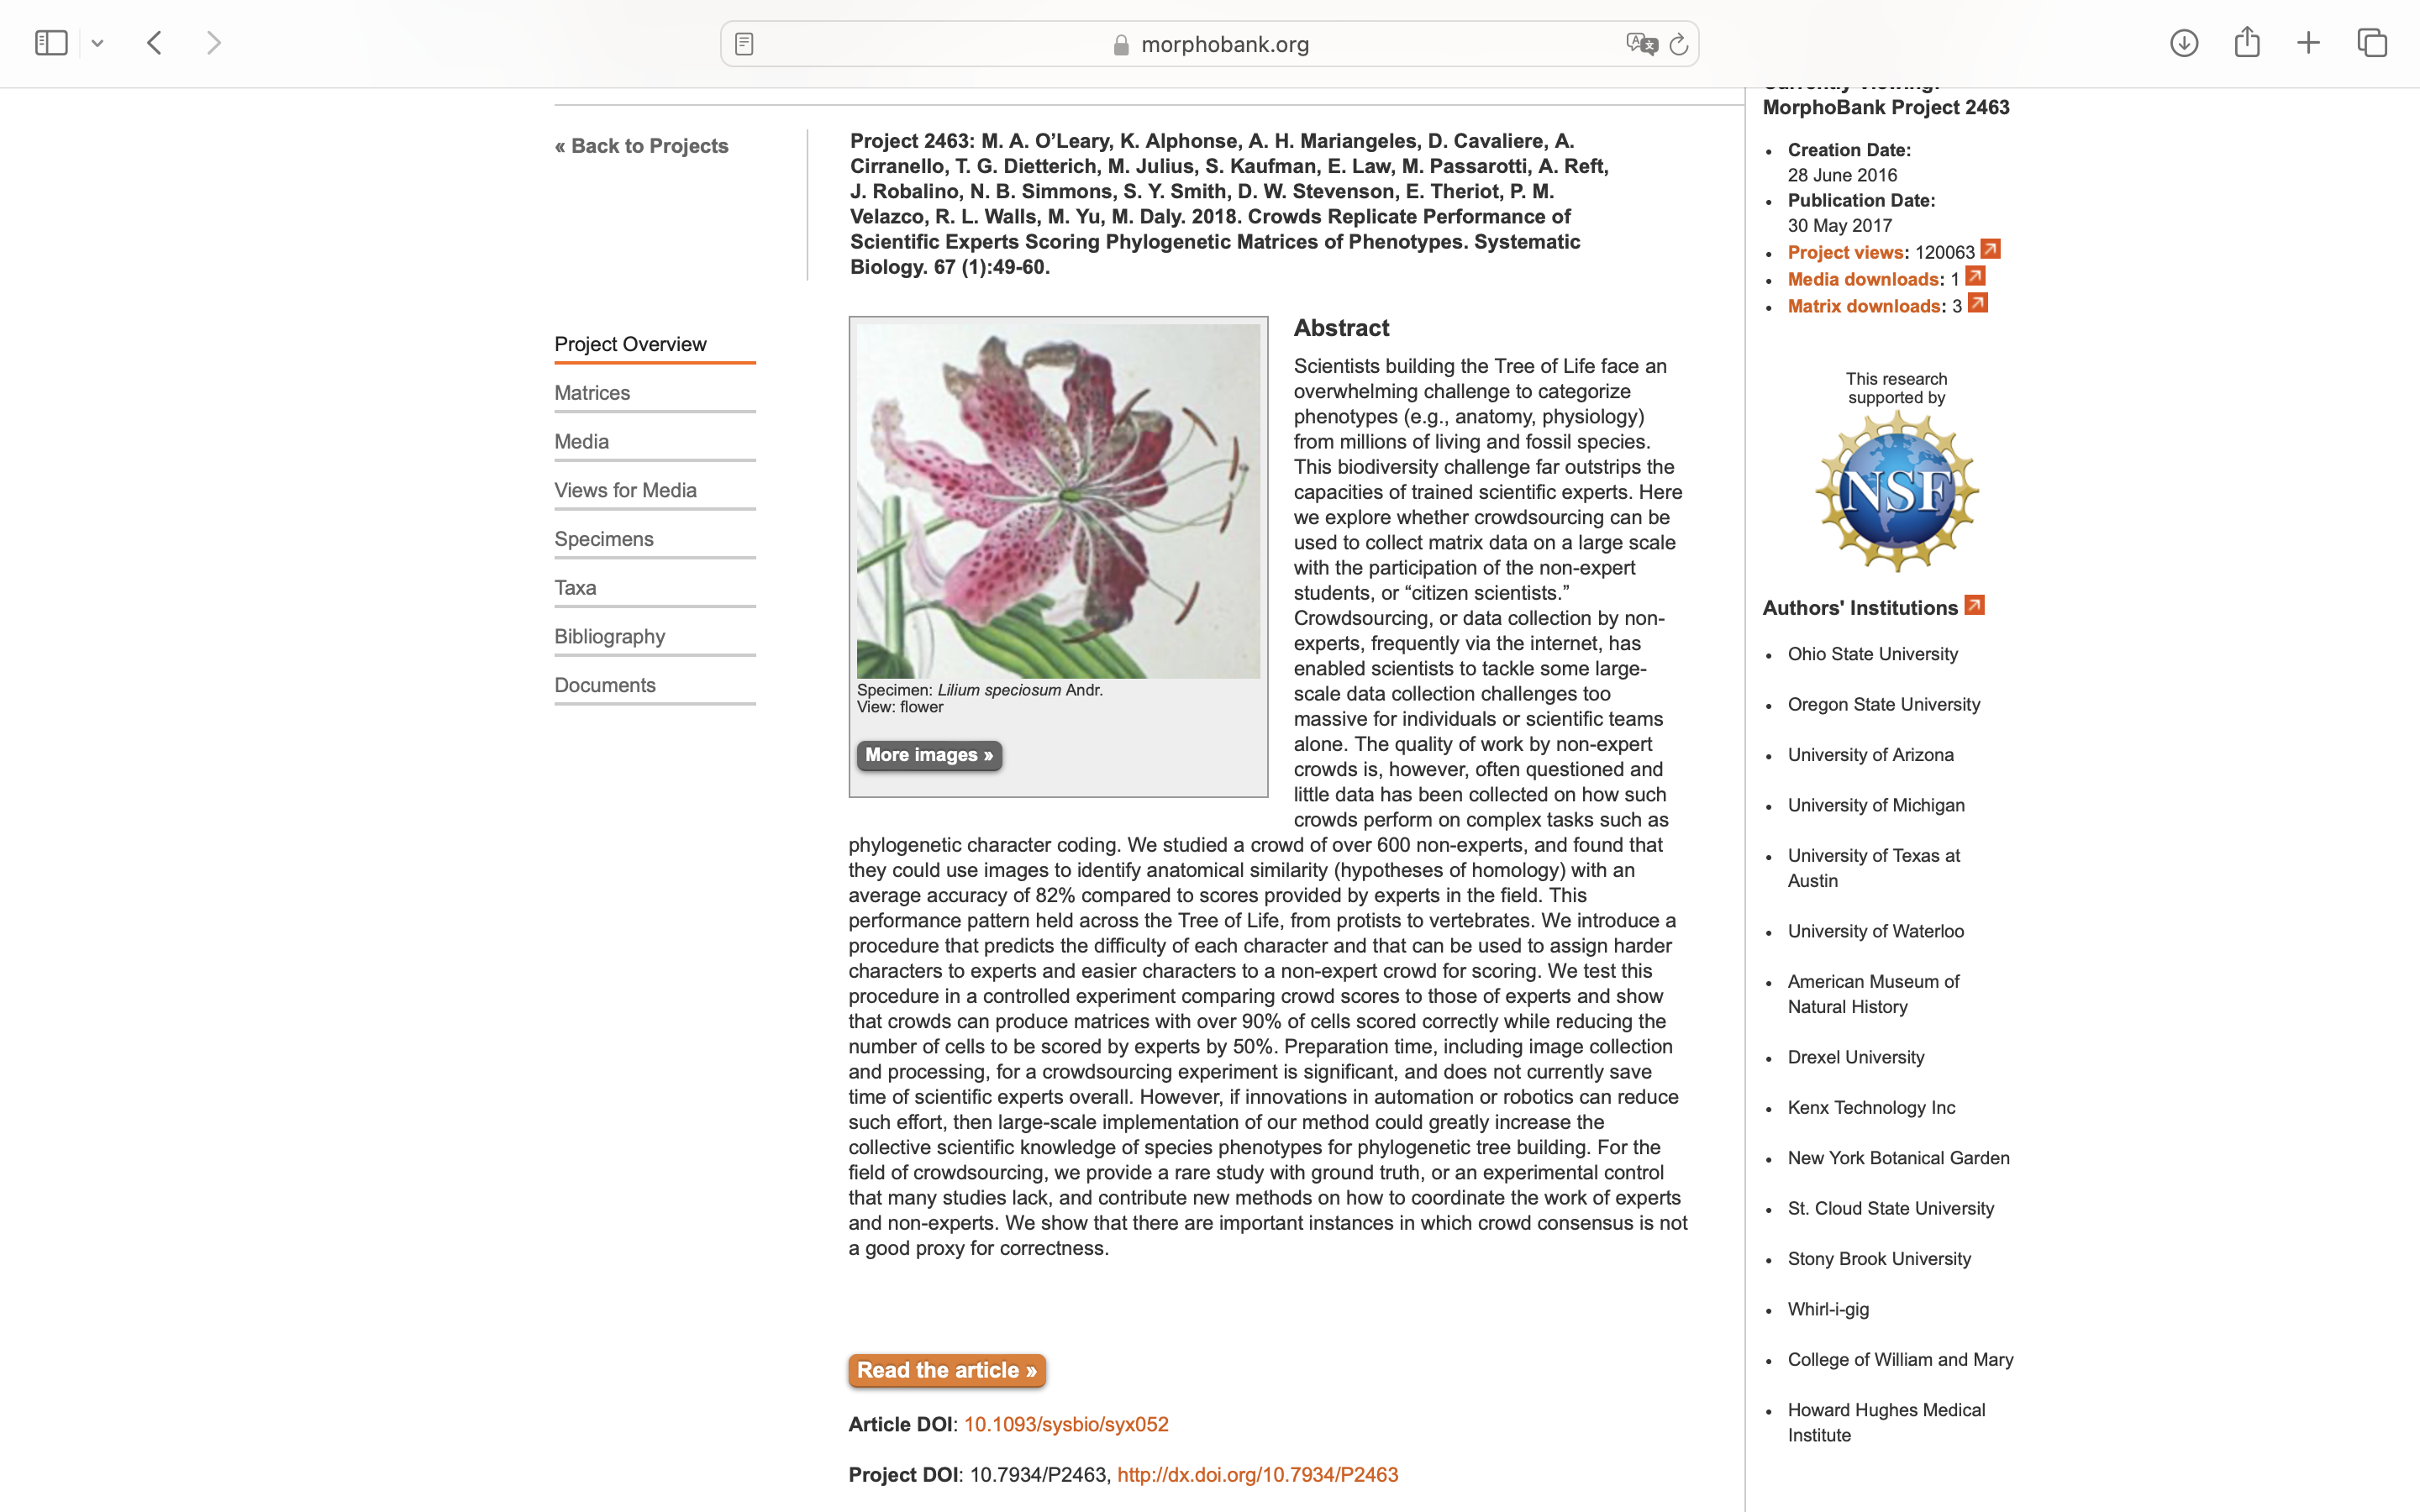 morphobank.org
« Back to Projects
Project 2463: M. A. O’Leary, K. Alphonse, A. H. Mariangeles, D. Cavaliere, A.
Cirranello, T. G. Dietterich, M. Julius, S. Kaufman, E. Law, M. Passarotti, A. Reft,
J. Robalino, N. B. Simmons, S. Y. Smith, D. W. Stevenson, E. Theriot, P. M.
Velazco, R. L. Walls, M. Yu, M. Daly. 2018. Crowds Replicate Performance of
Scientific Experts Scoring Phylogenetic Matrices of Phenotypes. Systematic
Biology. 67 (1):49-60.
Project Overview
Matrices
Media
Views for Media
Specimens
Taxa
Bibliography
Documents
Specimen: Lilium speciosum Andr.
View: flower
More images »
Abstract
Scientists building the Tree of Life face an
overwhelming challenge to categorize
phenotypes (e.g., anatomy, physiology)
from millions of living and fossil species.
This biodiversity challenge far outstrips the
capacities of trained scientific experts. Here
we explore whether crowdsourcing can be
used to collect matrix data on a large scale
with the participation of the non-expert
students, or “citizen scientists.”
Crowdsourcing, or data collection by non-
experts, frequently via the internet, has
enabled scientists to tackle some large-
scale data collection challenges too
massive for individuals or scientific teams
alone. The quality of work by non-expert
crowds is, however, often questioned and
little data has been collected on how such
crowds perform on complex tasks such as
phylogenetic character coding. We studied a crowd of over 600 non-experts, and found that
they could use images to identify anatomical similarity (hypotheses of homology) with an
average accuracy of 82% compared to scores provided by experts in the field. This
performance pattern held across the Tree of Life, from protists to vertebrates. We introduce a
procedure that predicts the difficulty of each character and that can be used to assign harder
characters to experts and easier characters to a non-expert crowd for scoring. We test this
procedure in a controlled experiment comparing crowd scores to those of experts and show
that crowds can produce matrices with over 90% of cells scored correctly while reducing the
number of cells to be scored by experts by 50%. Preparation time, including image collection
and processing, for a crowdsourcing experiment is significant, and does not currently save
time of scientific experts overall. However, if innovations in automation or robotics can reduce
such effort, then large-scale implementation of our method could greatly increase the
collective scientific knowledge of species phenotypes for phylogenetic tree building. For the
field of crowdsourcing, we provide a rare study with ground truth, or an experimental control
that many studies lack, and contribute new methods on how to coordinate the work of experts
and non-experts. We show that there are important instances in which crowd consensus is not
a good proxy for correctness.
Read the article »
Article DOI: 10.1093/sysbio/syx052
Project DOI: 10.7934/P2463, http://dx.doi.org/10.7934/P2463
Currently Viewing:
MorphoBank Project 2463
Creation Date:
28 June 2016
Publication Date:
30 May 2017
Project views: 120063
Media downloads: 1
Matrix downloads: 3
This research
supported by
NSF
Authors' Institutions
Ohio State University
Oregon State University
University of Arizona
University of Michigan
University of Texas at
Austin
University of Waterloo
American Museum of
Natural History
Drexel University
Kenx Technology Inc
New York Botanical Garden
St. Cloud State University
Stony Brook University
Whirl-i-gig
College of William and Mary
Howard Hughes Medical
Institute